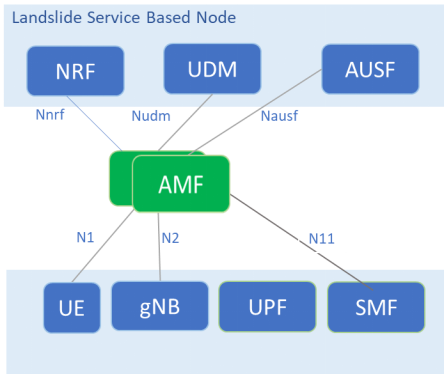 Landslide Service Based Node
NRF
UDM
AUSF
Nnrf
Nudm
Nausf
AMF
N1
N2
N11
UE
gNB
UPF
SMF